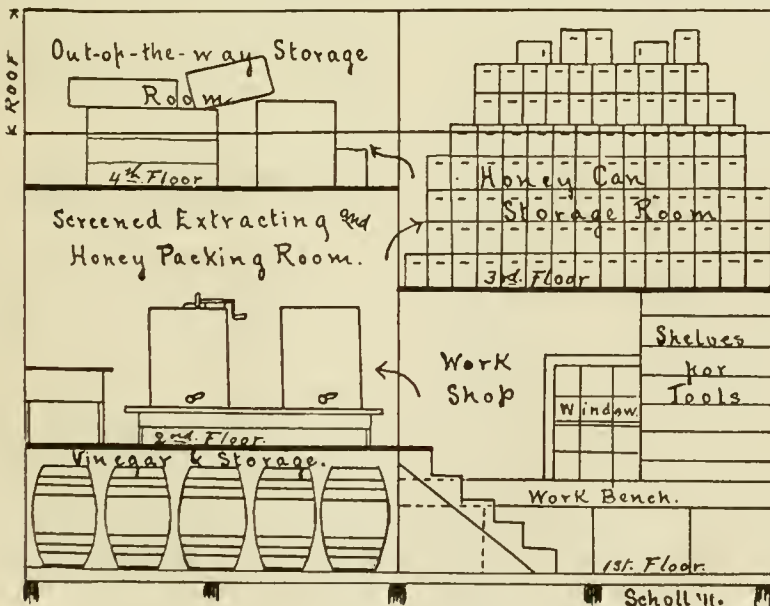 Roof
Out-of-the-way Storage
Room
4th. Floor
Honey Can
Storage Room
3rd. Floor
Screened Extracting and
Honey Packing Room.
Work
Shop
Window.
Shelves
for
Tools
2nd. Floor.
Vinegar & Storage.
Work Bench.
1st. Floor.
Scholl '11.